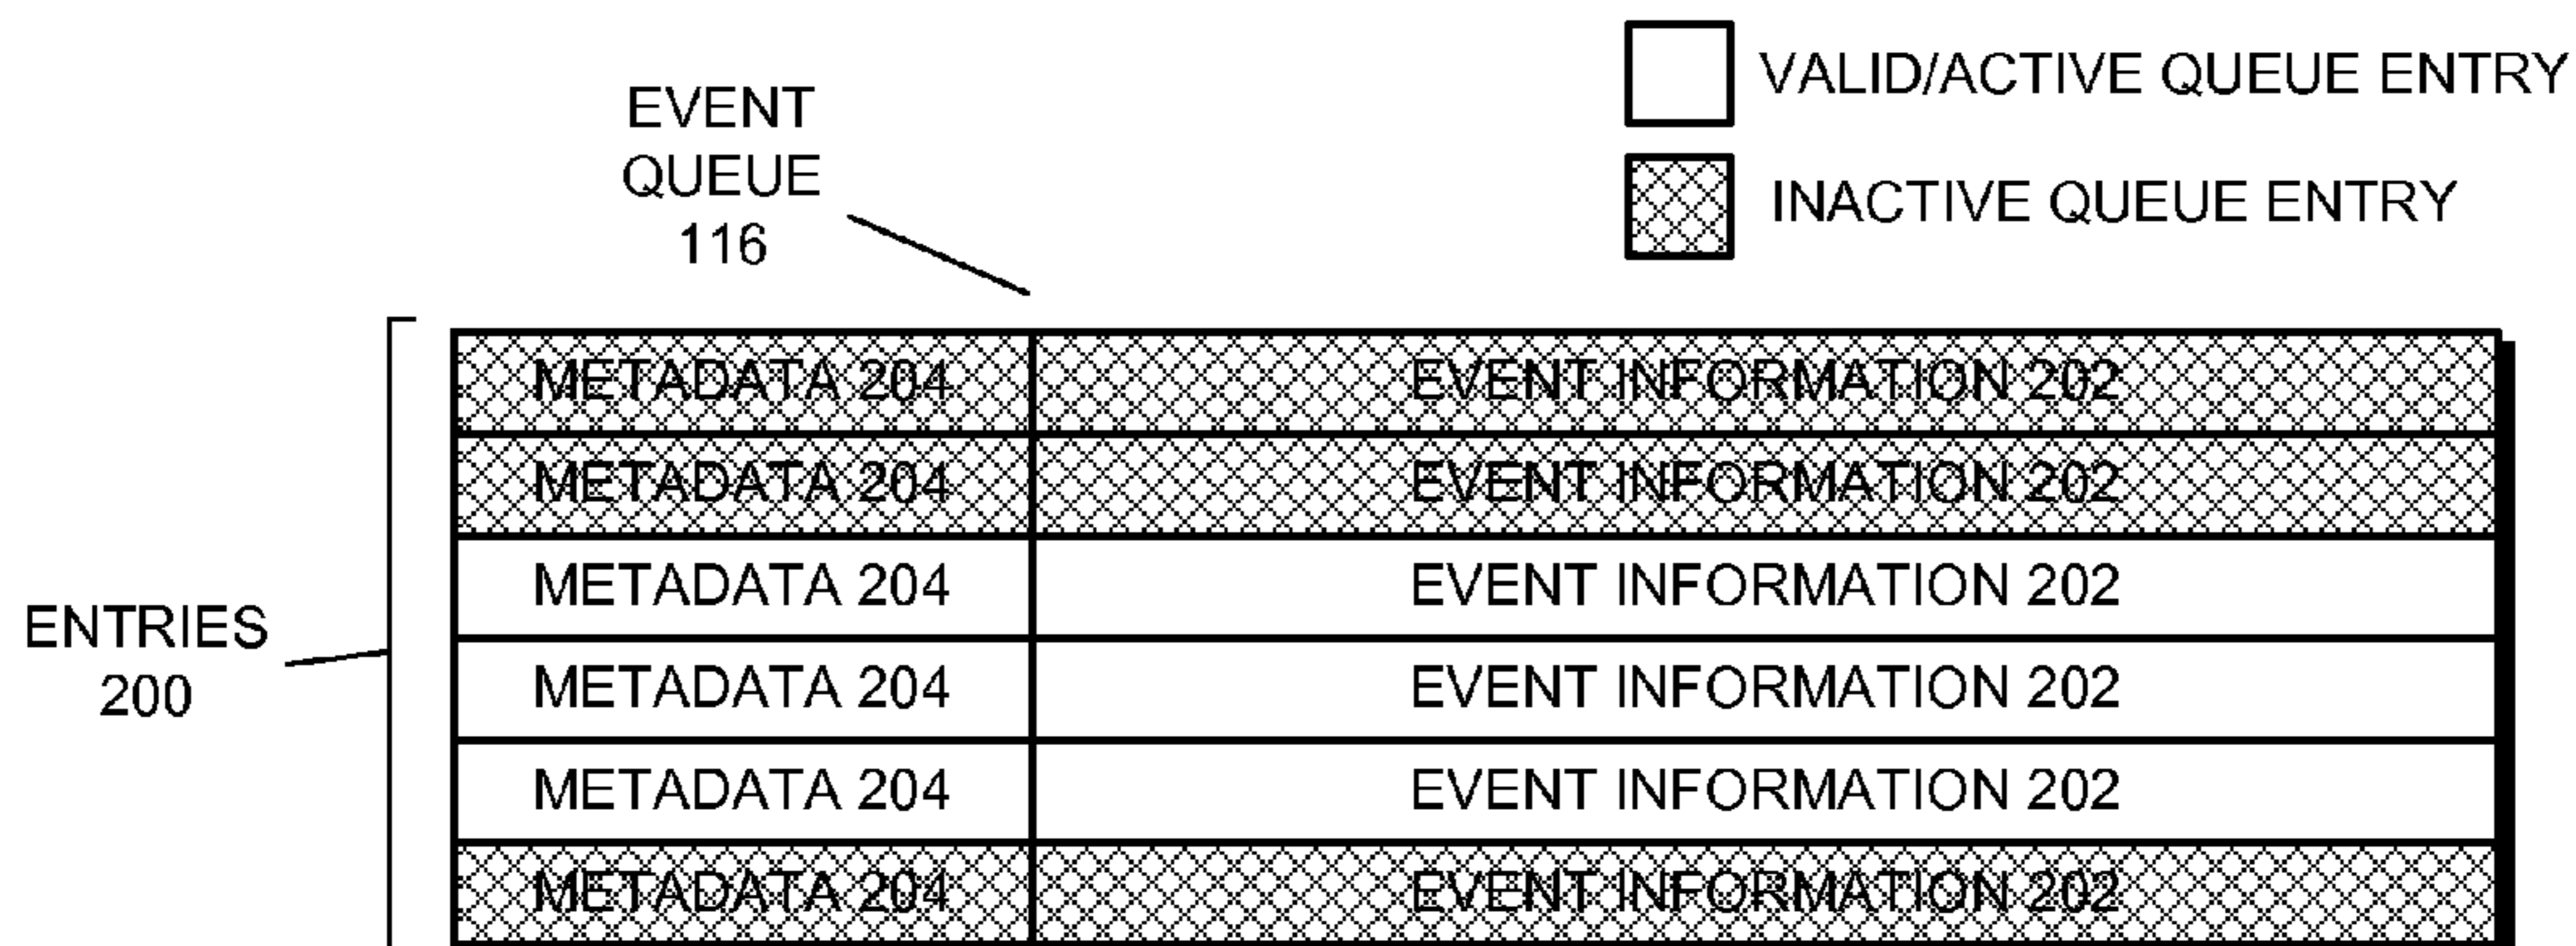 VALID/ACTIVE QUEUE ENTRY
EVENT
QUEUE
116
INACTIVE QUEUE ENTRY
METADATA 204 EVENT INFORMATION 202
METADATA 204 EVENT INFORMATION 202
METADATA 204 EVENT INFORMATION 202
ENTRIES
200
METADATA 204 EVENT INFORMATION 202
METADATA 204 EVENT INFORMATION 202
METADATA 204 EVENT INFORMATION 202